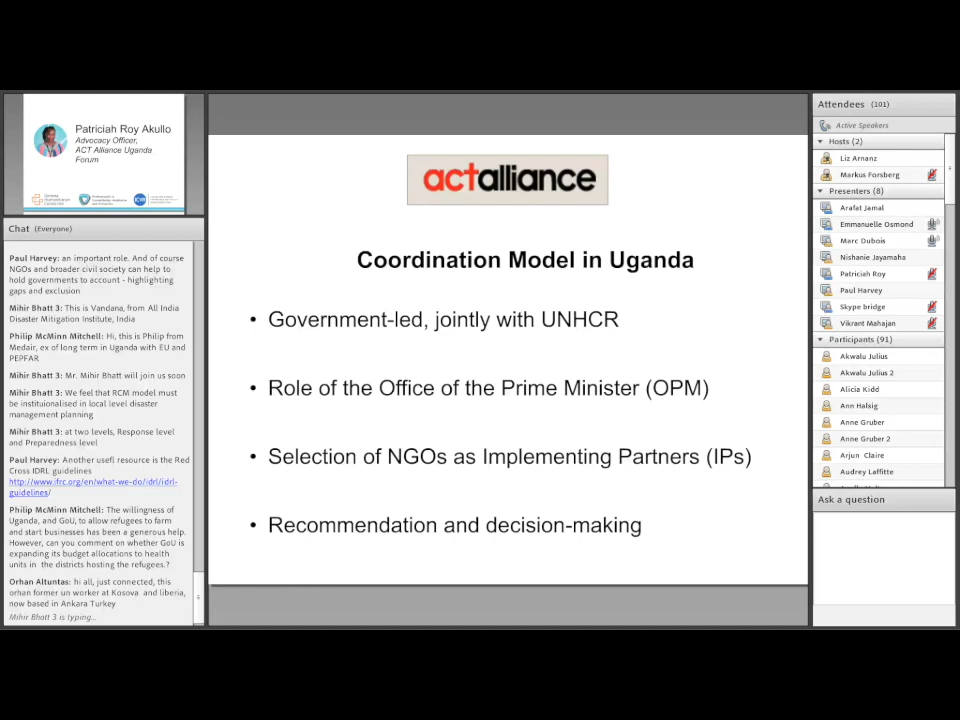 Patriciah Roy Akullo
Advocacy Officer,
ACT Alliance Uganda
Forum
Chat (Everyone)
Paul Harvey: an important role. And of course
NGOs and broader civil society can help to
hold governments to account - highlighting
gaps and exclusion
Mihir Bhatt 3: This is Vandana, from All India
Disaster Mitigation Institute, India
Philip McMinn Mitchell: Hi, this is Philip from
Medair, ex of long term in Uganda with EU and
PEPFAR
Mihir Bhatt 3: Mr. Mihir Bhatt will join us soon
Mihir Bhatt 3: We feel that RCM model must
be instituionalised in local level disaster
management planning
Mihir Bhatt 3: at two levels, Response level
and Preparedness level
Paul Harvey: Another usefl resource is the Red
Cross IDRL guidelines
http://www.ifrc.org/en/what-we-do/idrl/idrl-
guidelines/
Philip McMinn Mitchell: The willingness of
Uganda, and GoU, to allow refugees to farm
and start businesses has been a generous help.
However, can you comment on whether GoU is
expanding its budget allocations to health
units in the districts hosting the refugees.?
Orhan Altuntas: hi all, just connected, this
orhan former un worker at Kosova and liberia,
now based in Ankara Turkey
Mihir Bhatt 3 is typing...
actalliance
Coordination Model in Uganda
• Government-led, jointly with UNHCR
• Role of the Office of the Prime Minister (OPM)
• Selection of NGOs as Implementing Partners (IPs)
• Recommendation and decision-making
Attendees (101)
Active Speakers
Hosts (2)
Liz Arnanz
Markus Forsberg
Presenters (8)
Arafat Jamal
Emmanuelle Osmond
Marc Dubois
Nishanie Jayamaha
Patriciah Roy
Paul Harvey
Skype bridge
Vikrant Mahajan
Participants (91)
Akwalu Julius
Akwalu Julius 2
Alicia Kidd
Ann Halsig
Anne Gruber
Anne Gruber 2
Arjun Claire
Audrey Laffitte
Ask a question